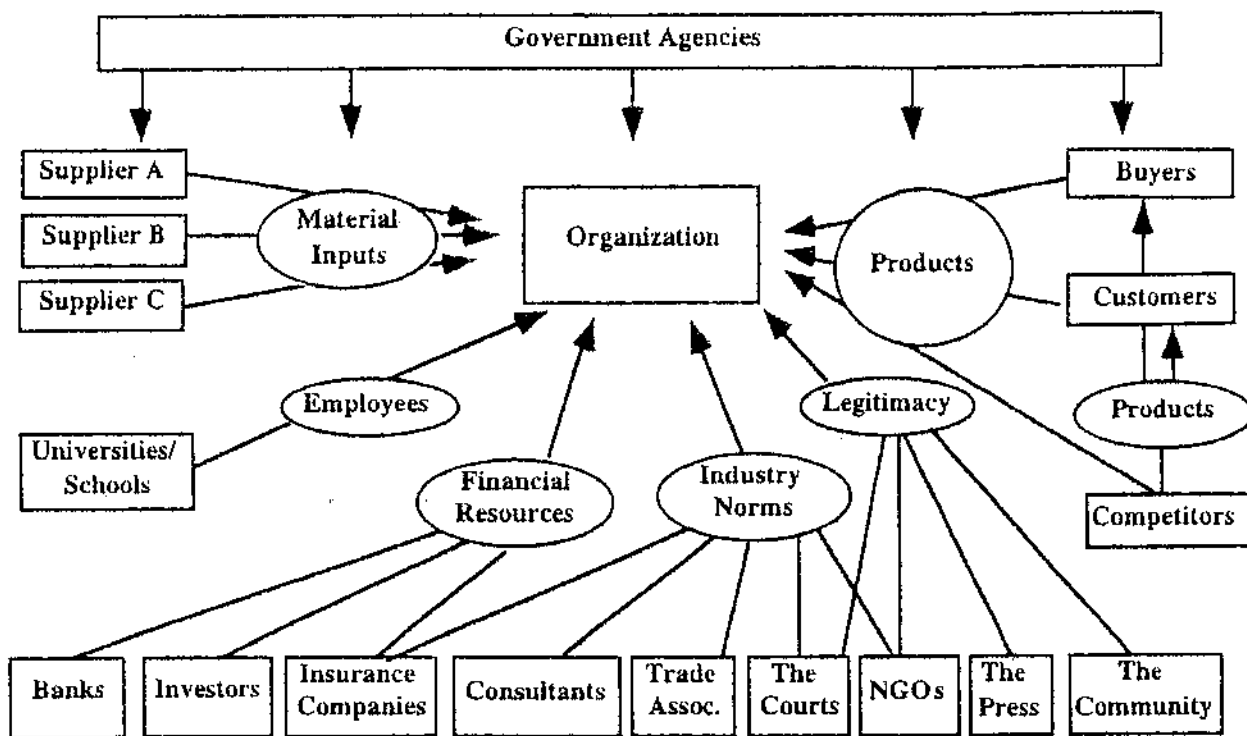 Government Agencies
Supplier A
Buyers
Material
Inputs
Organization
Supplier B
Products
Supplier C
Customers
Employees
Legitimacy
Products
Universities/
Schools
Financial
Resources
Industry
Norms
Competitors
Banks
Investors
Insurance
Companies
Consultants
Trade
Assoc.
The
Courts
NGOs
The
Press
The
Community